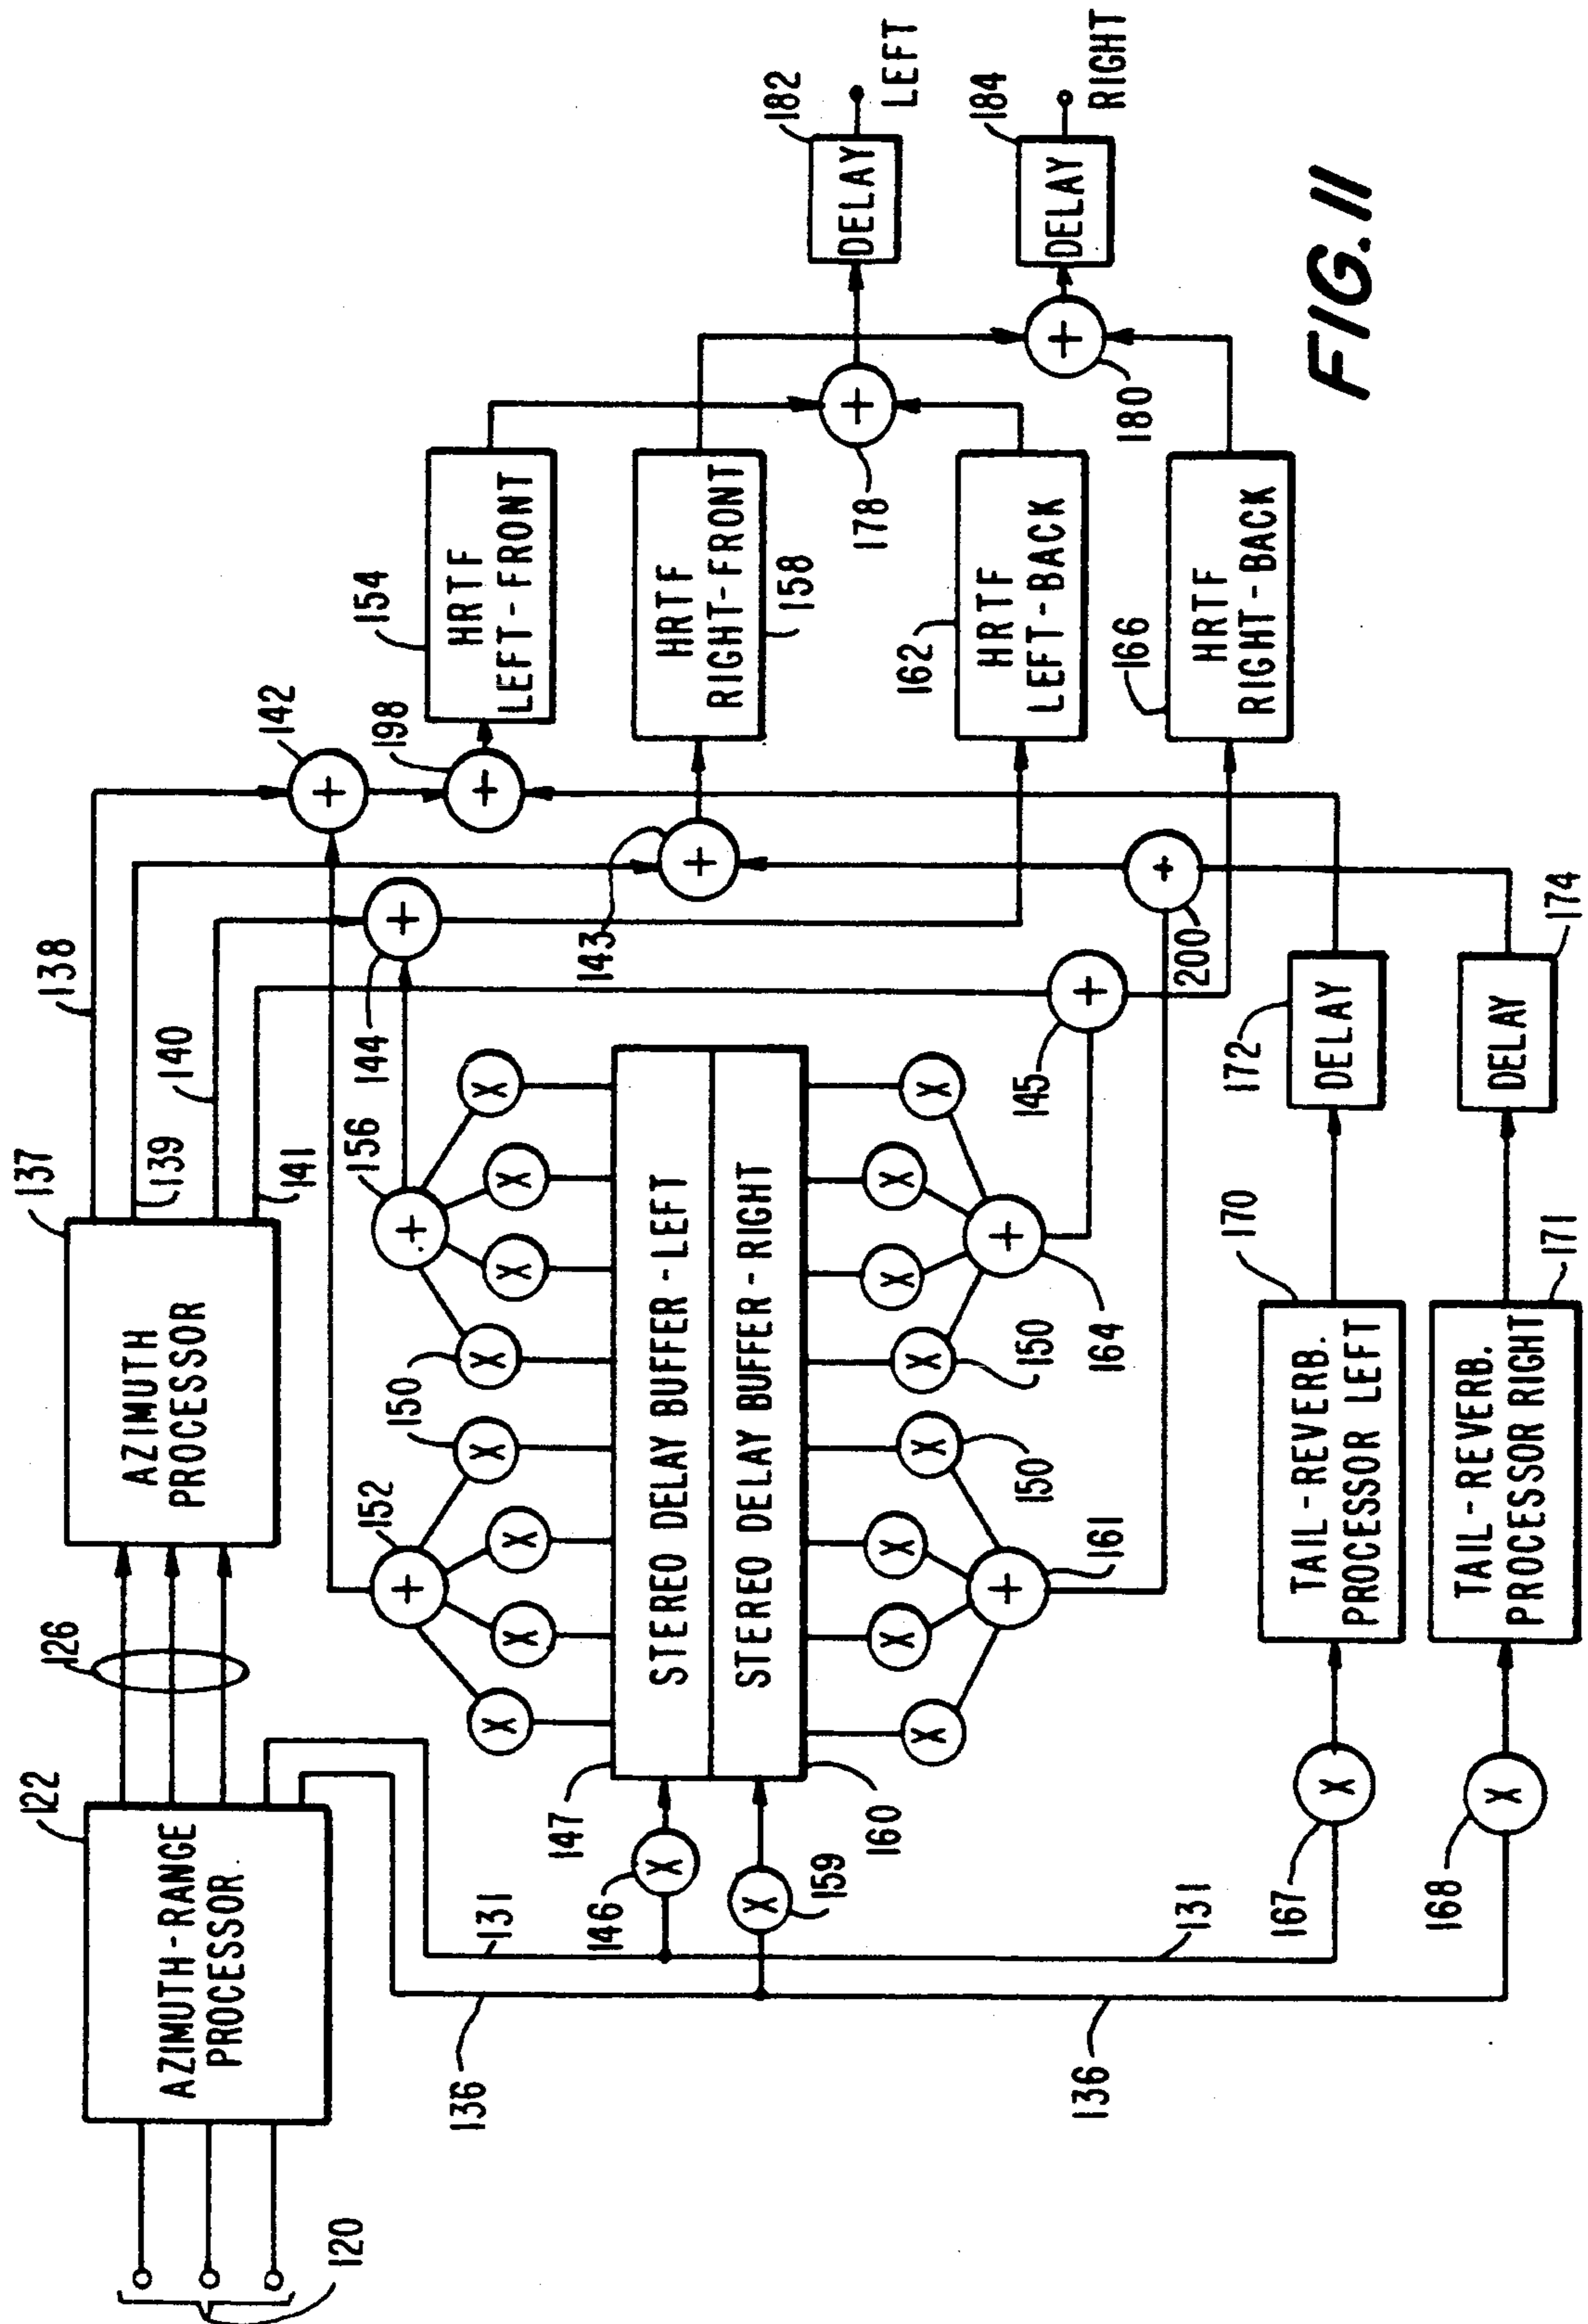 120
122
AZIMUTH-RANGE
PROCESSOR.
126
137
AZIMUTH
PROCESSOR
138
139
140
141
142
198
154
HRTF
LEFT-FRONT
144
156
152
150
X
X
X
X
X
X
X
X
+
+
+
+
+
143
+
HRTF
RIGHT-FRONT
158
182
DELAY
LEFT
178
+
184
DELAY
RIGHT
180
+
147
STEREO DELAY BUFFER-LEFT
STEREO DELAY BUFFER-RIGHT
160
146
X
159
X
131
136
162
HRTF
LEFT-BACK
166
HRTF
RIGHT-BACK
145
+
200
+
X
X
X
X
X
X
X
X
150
150
+
+
161
164
131
136
167
X
168
X
170
TAIL-REVERB.
PROCESSOR LEFT
TAIL-REVERB.
PROCESSOR RIGHT
171
172
DELAY
DELAY
174
FIG.11